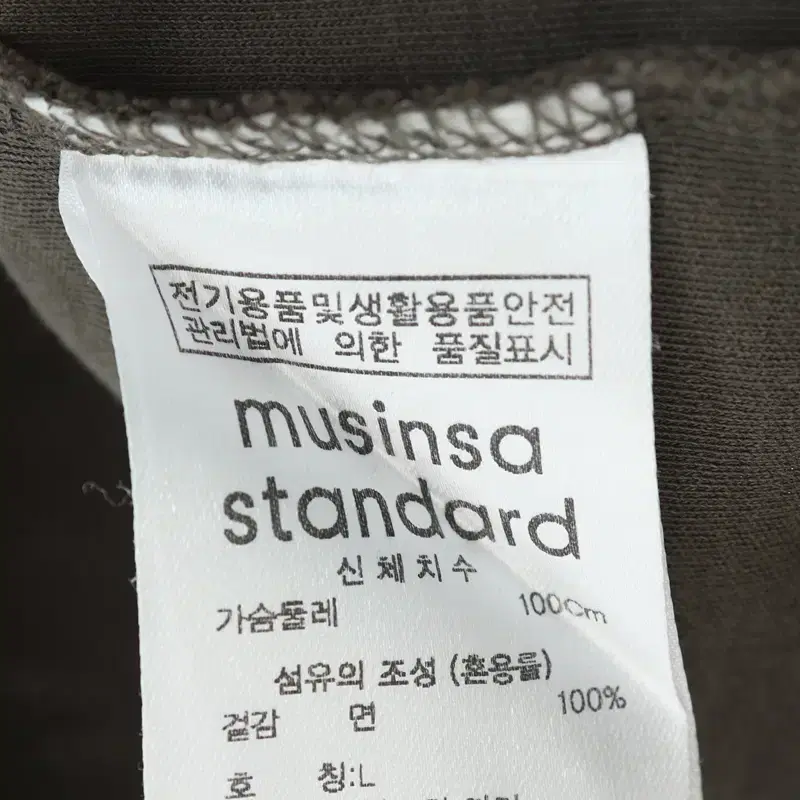 전기용품및생활용품안전
관리법에 의한 품질표시
musinsa
standard
신체치수
가슴둘레 100Cm
섬유의 조성 (혼용률)
겉감 면 100%
호 칭:L